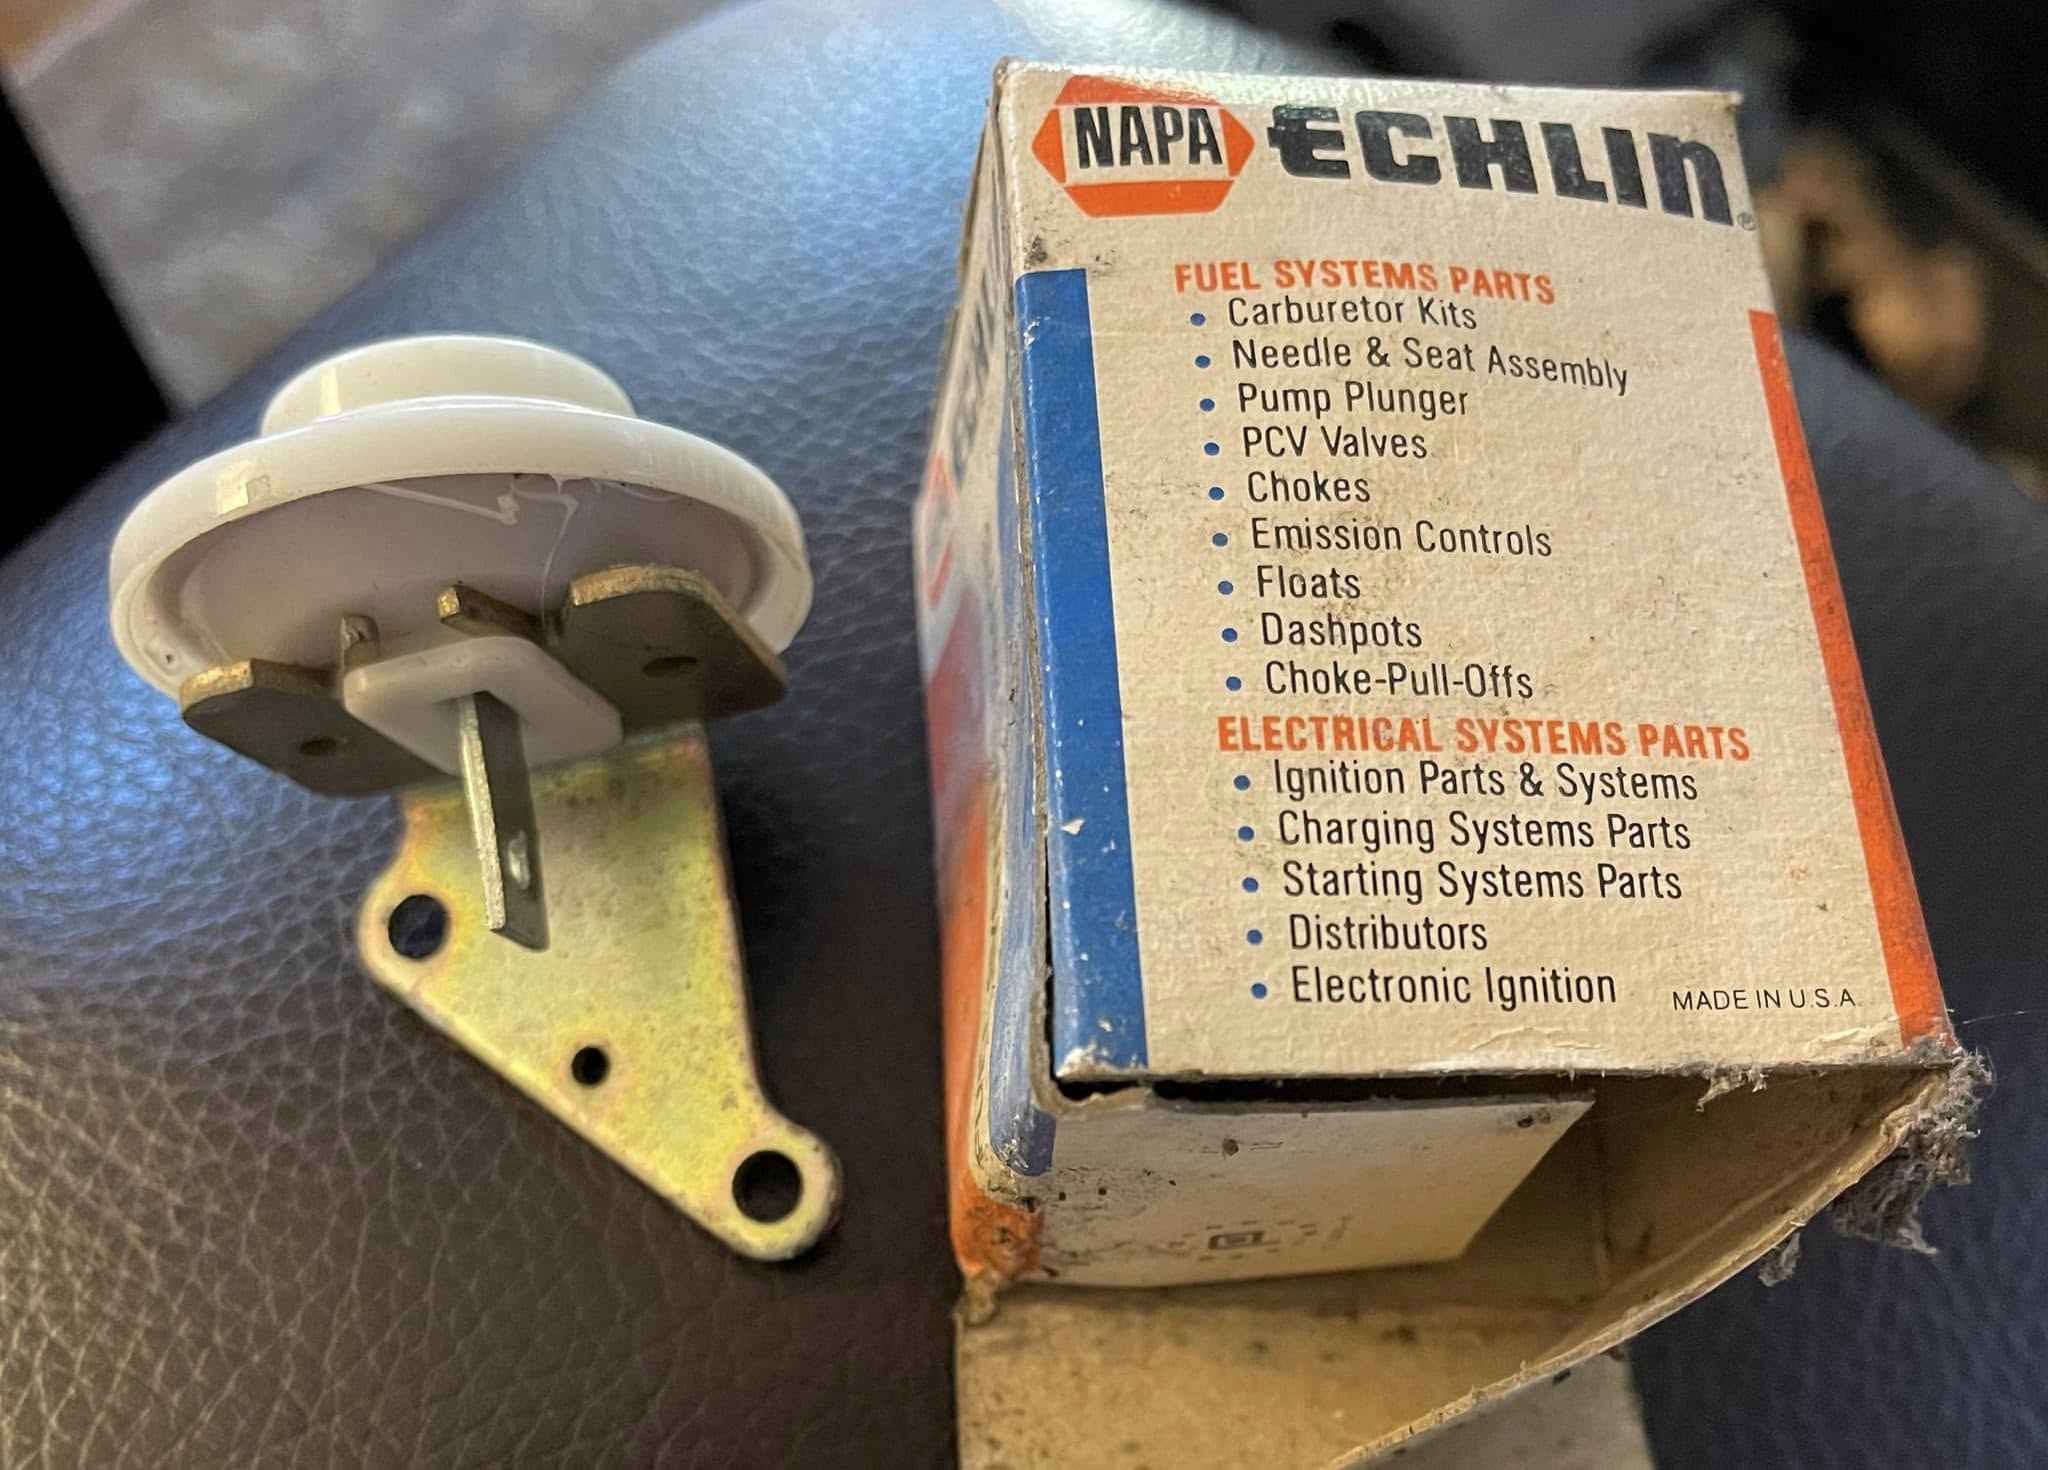 NAPA ECHLIN®
FUEL SYSTEMS PARTS
• Carburetor Kits
• Needle & Seat Assembly
• Pump Plunger
• PCV Valves
• Chokes
• Emission Controls
• Floats
• Dashpots
• Choke-Pull-Offs
ELECTRICAL SYSTEMS PARTS
• Ignition Parts & Systems
• Charging Systems Parts
• Starting Systems Parts
• Distributors
• Electronic Ignition
MADE IN U.S.A.